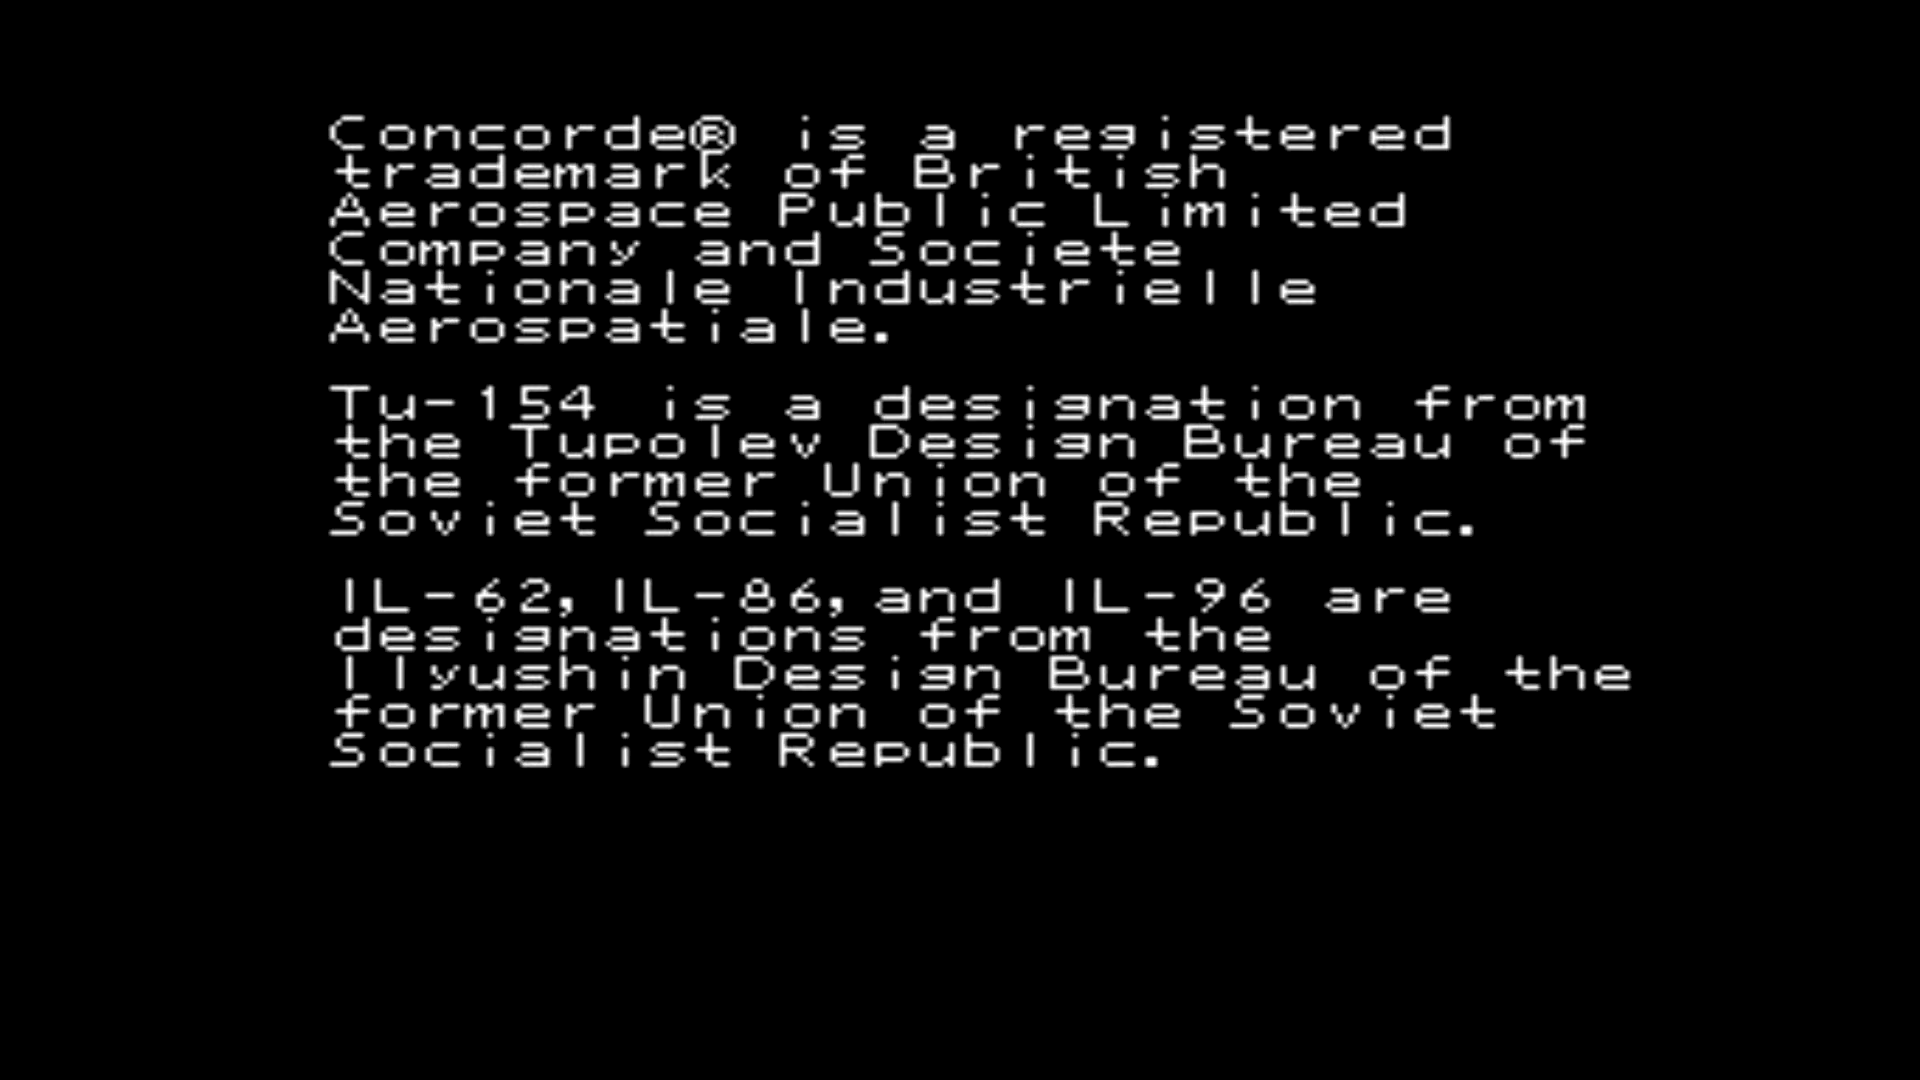 Concorde® is a registered
trademark of British
Aerospace Public Limited
Company and Societe
Nationale Industrielle
Aerospatiale.
Tu-154 is a designation from
the Tupolev Design Bureau of
the former Union of the
Soviet Socialist Republic.
IL-62, IL-86, and IL-96 are
designations from the
Ilyushin Design Bureau of the
former Union of the Soviet
Socialist Republic.